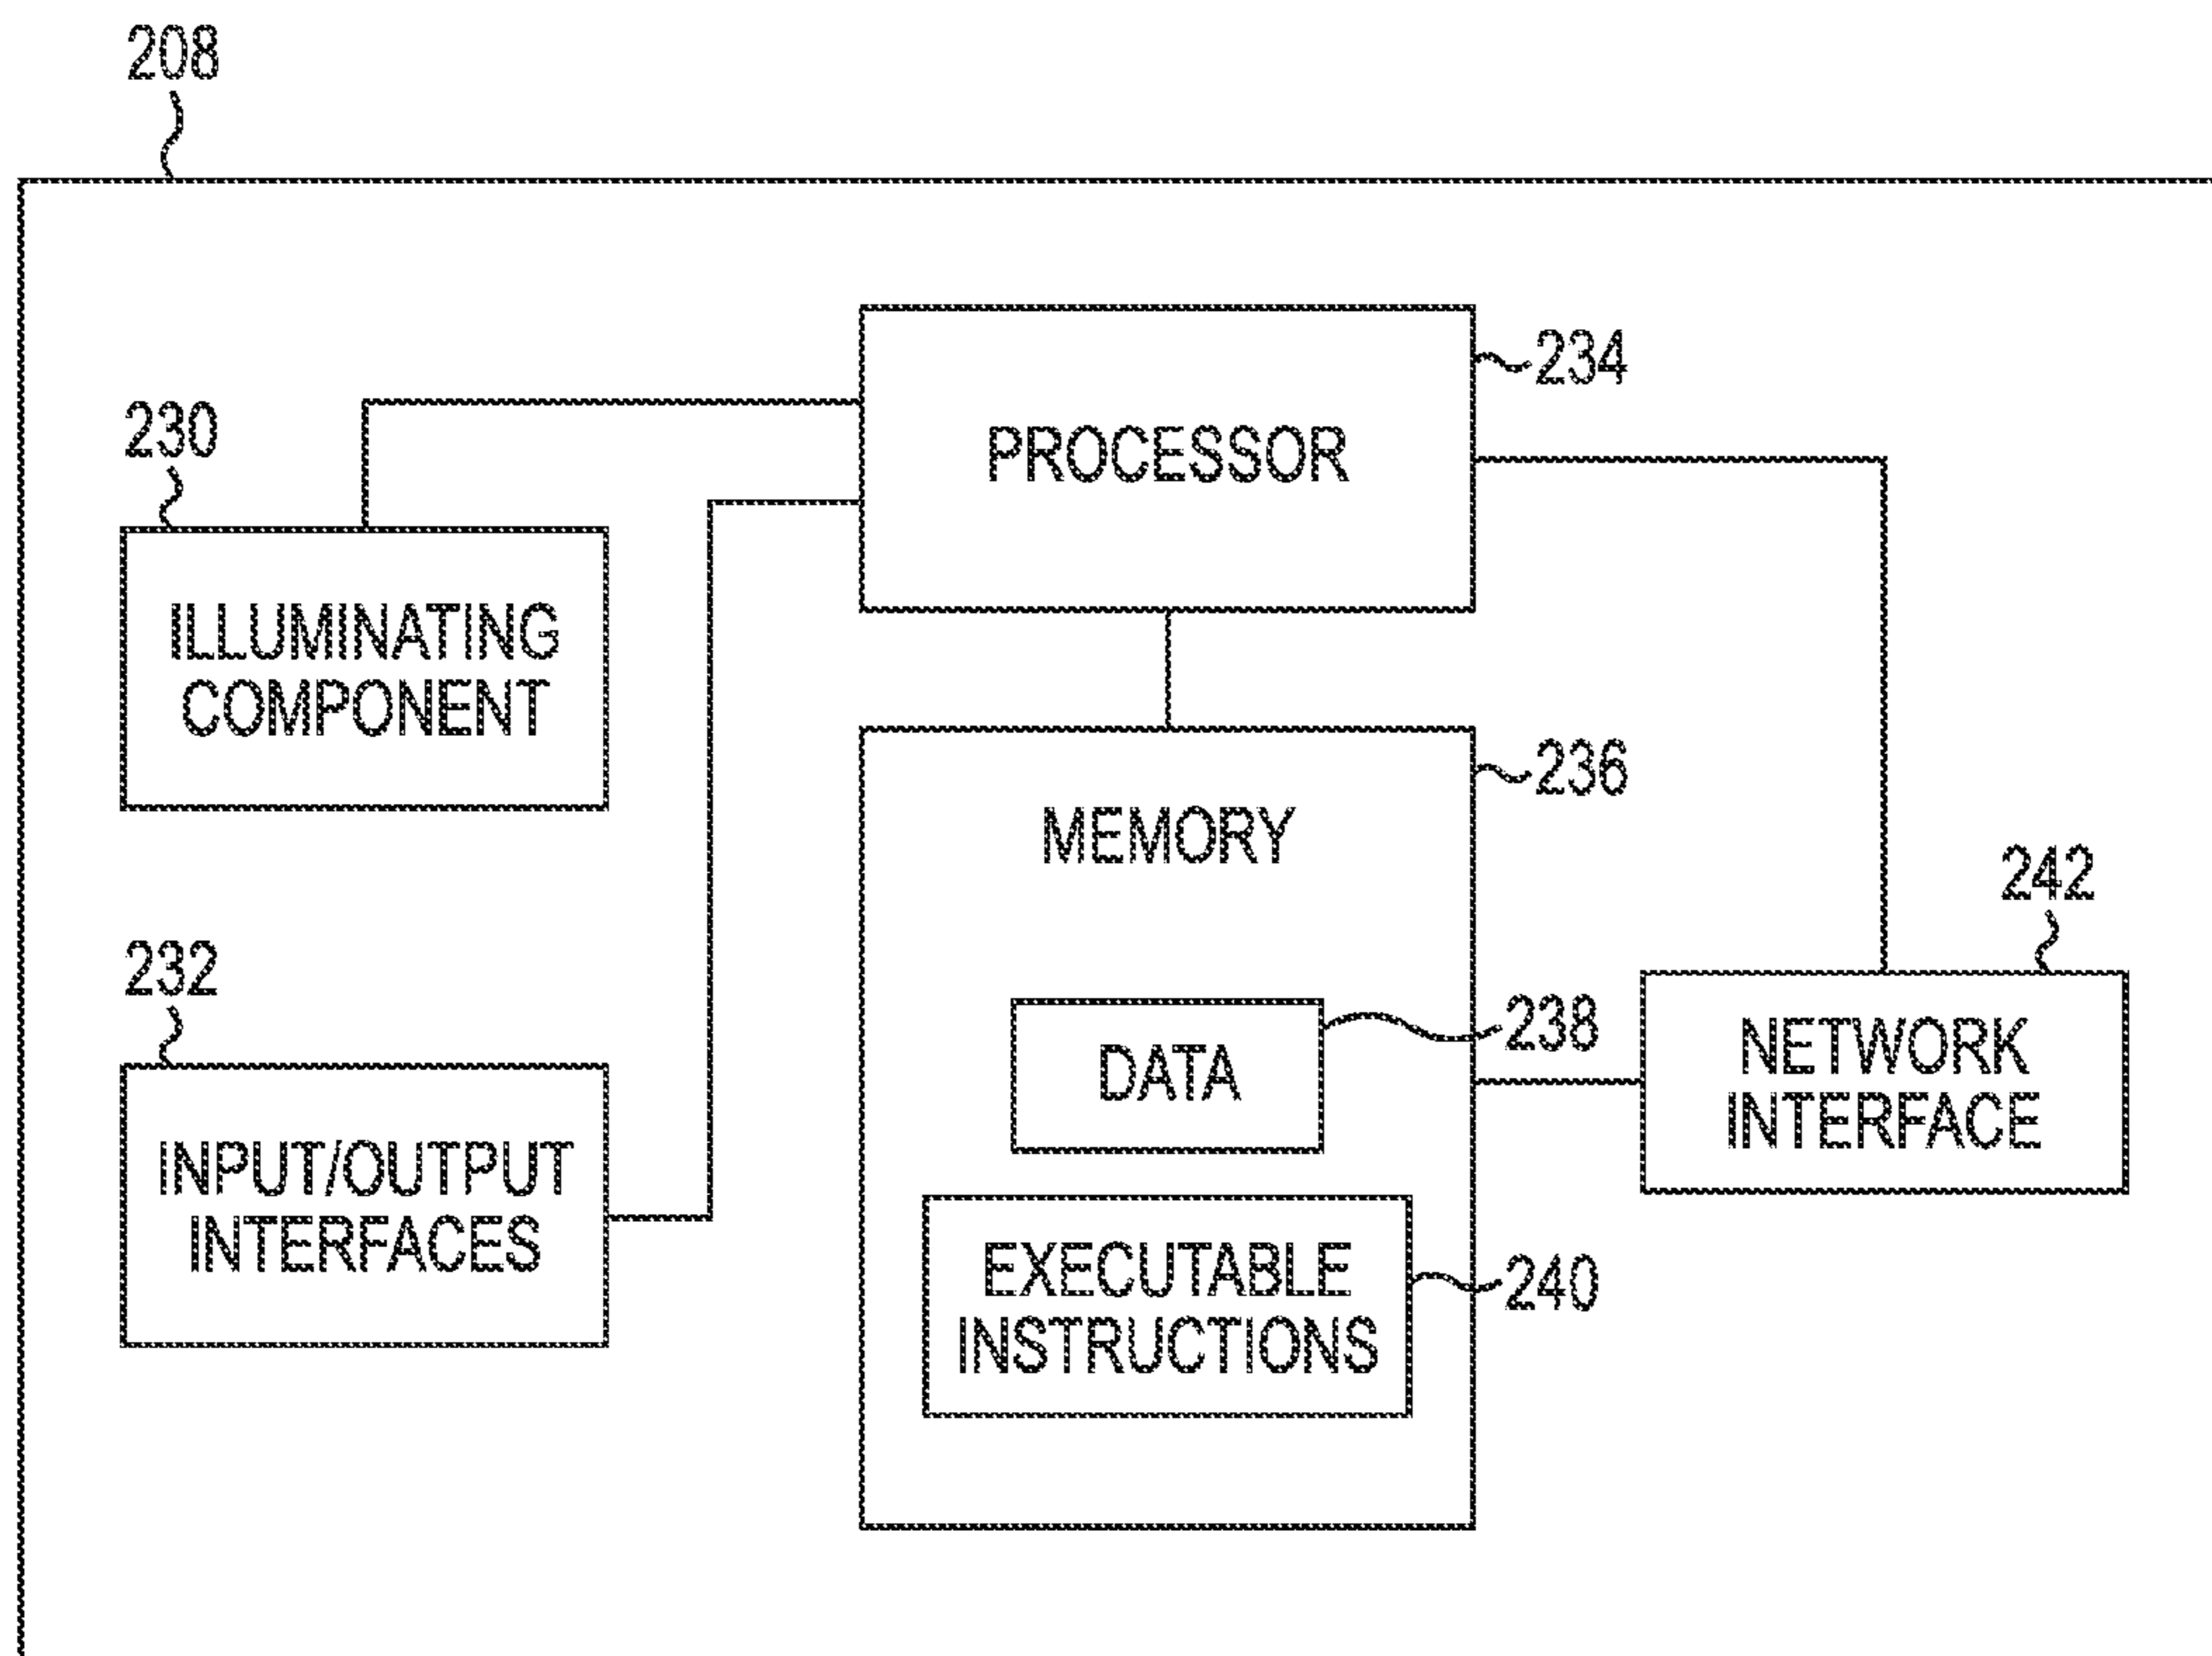 208
234
PROCESSOR
230
ILLUMINATING
COMPONENT
236
MEMORY
242
232
238
DATA
NETWORK
INTERFACE
INPUT/OUTPUT
INTERFACES
EXECUTABLE
INSTRUCTIONS
240